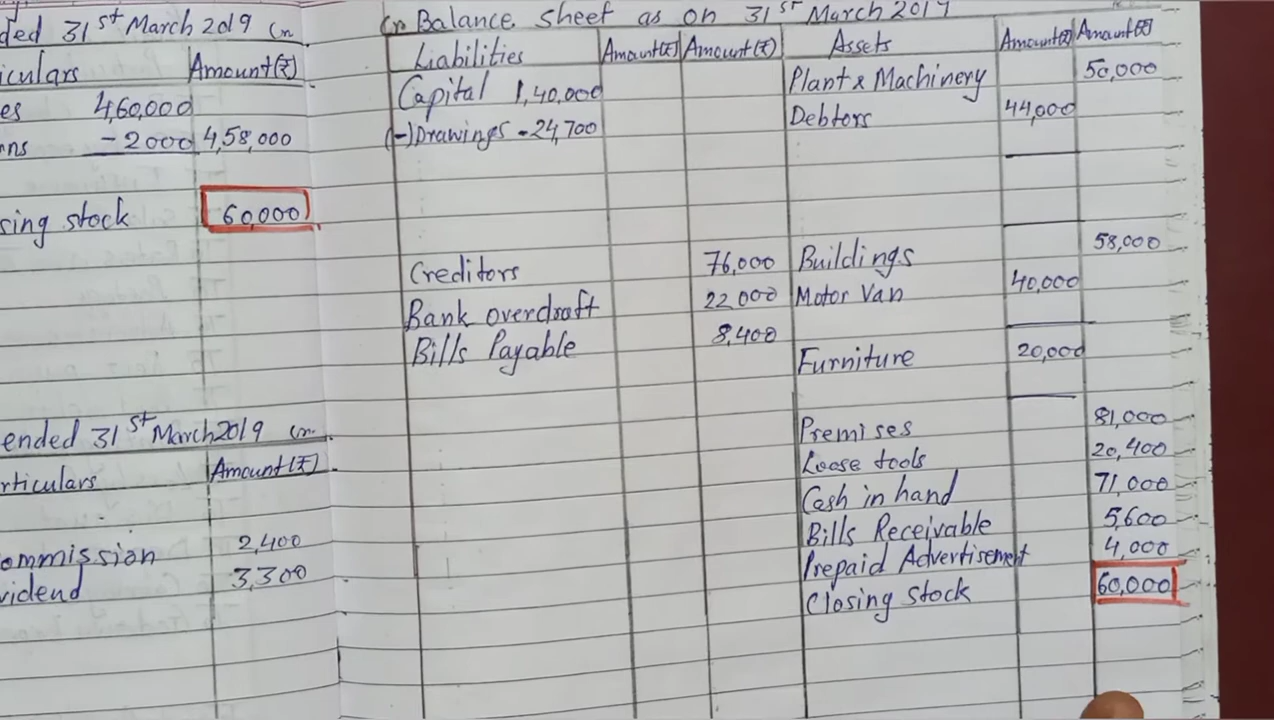 ded 31st March 2019 Cr.
iculars Amount(₹)
es 4,60,000
ns - 2000 4,58,000
sing stock 60,000
ended 31st March2019 Cr.
rticulars Amount(₹)
ommission 2,400
vidend 3,300
Balance Sheet as on 31st March 2019
Liabilities Amount(₹) Amount(₹) Assets Amount(₹) Amount(₹)
Capital 1,40,000 Plant & Machinery 50,000
(-)Drawings - 24,700 Debtors 44,000
Creditors 76,000 Buildings 58,000
Bank overdraft 22,000 Motor Van 40,000
Bills Payable 8,400
Furniture 20,000
Premises 81,000
Loose tools 20,400
Cash in hand 71,000
Bills Receivable 5,600
Prepaid Advertisement 4,000
Closing Stock 60,000